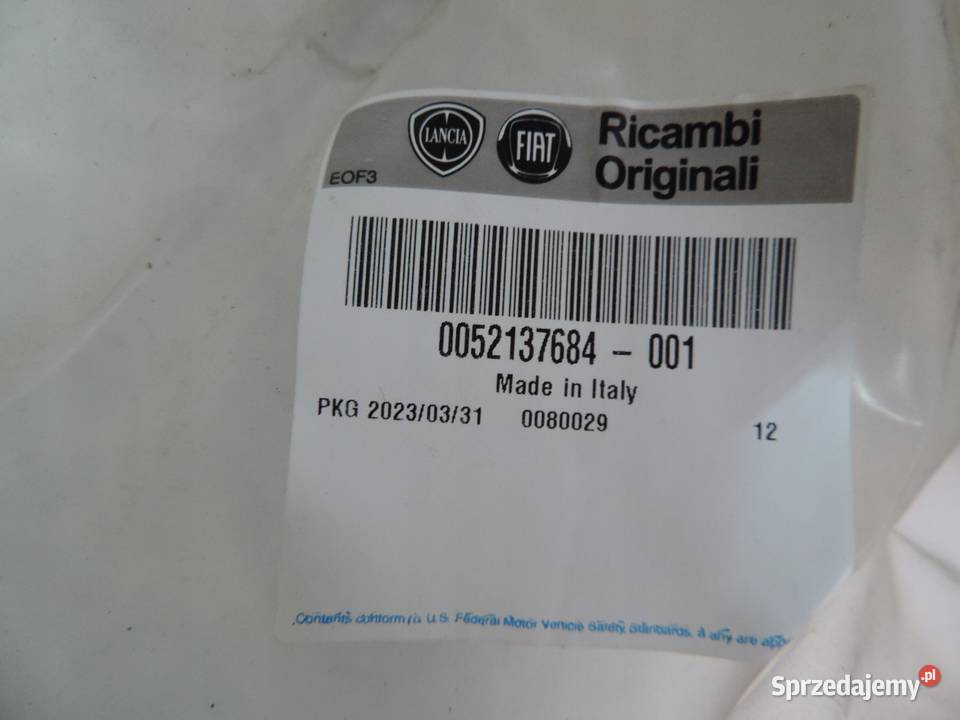 LANCIA
FIAT
Ricambi
Originali
EOF3
0052137684 - 001
Made in Italy
PKG 2023/03/31 0080029 12
Contents conform to U.S. Federal Motor Vehicle Safety Standards, if any are app
Sprzedajemy.pl